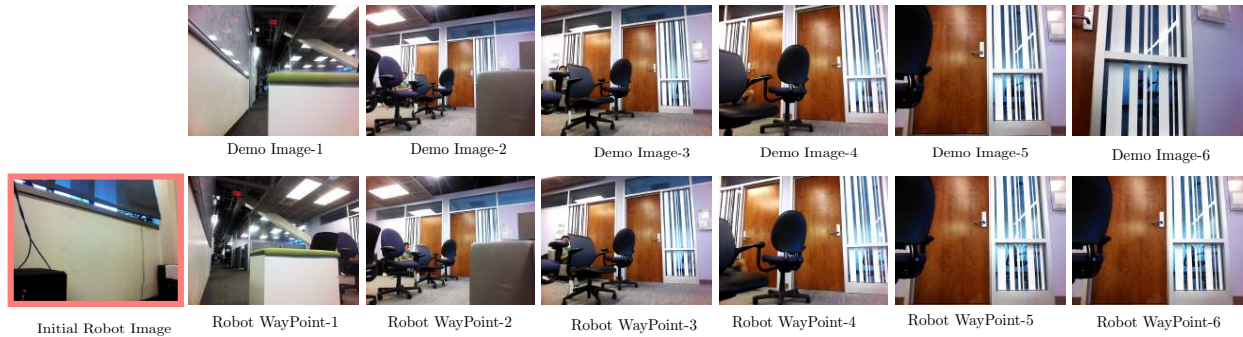 Demo Image-1
Demo Image-2
Demo Image-3
Demo Image-4
Demo Image-5
Demo Image-6
Initial Robot Image
Robot WayPoint-1
Robot WayPoint-2
Robot WayPoint-3
Robot WayPoint-4
Robot WayPoint-5
Robot WayPoint-6